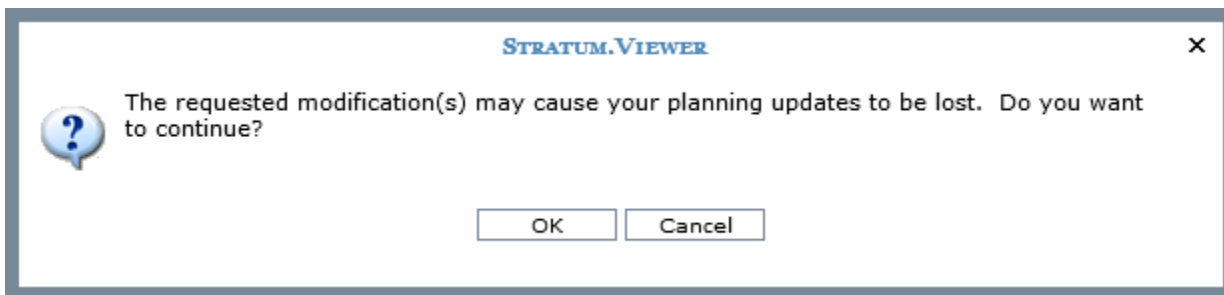 Stratum.Viewer
The requested modification(s) may cause your planning updates to be lost.  Do you want
to continue?
OK
Cancel